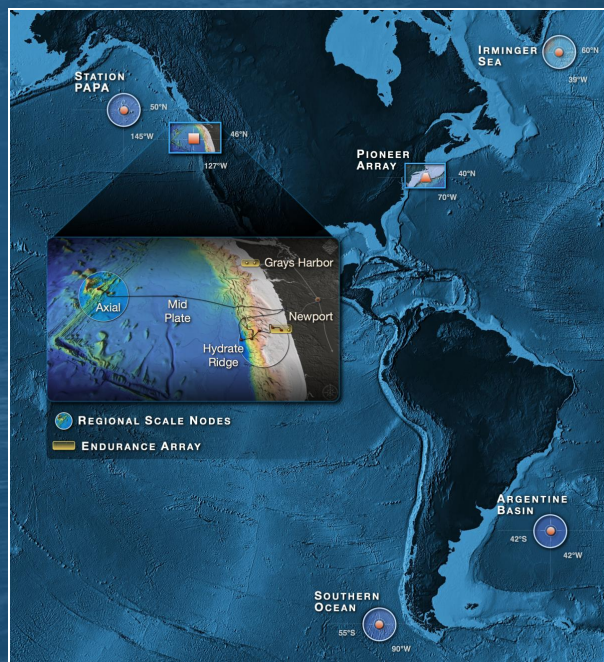 IRMINGER
SEA
60°N
39°W
STATION
PAPA
50°N
145°W
46°N
127°W
PIONEER
ARRAY
40°N
70°W
Grays Harbor
Axial
Mid
Plate
Newport
Hydrate
Ridge
REGIONAL SCALE NODES
ENDURANCE ARRAY
ARGENTINE
BASIN
42°S
42°W
SOUTHERN
OCEAN
55°S
90°W